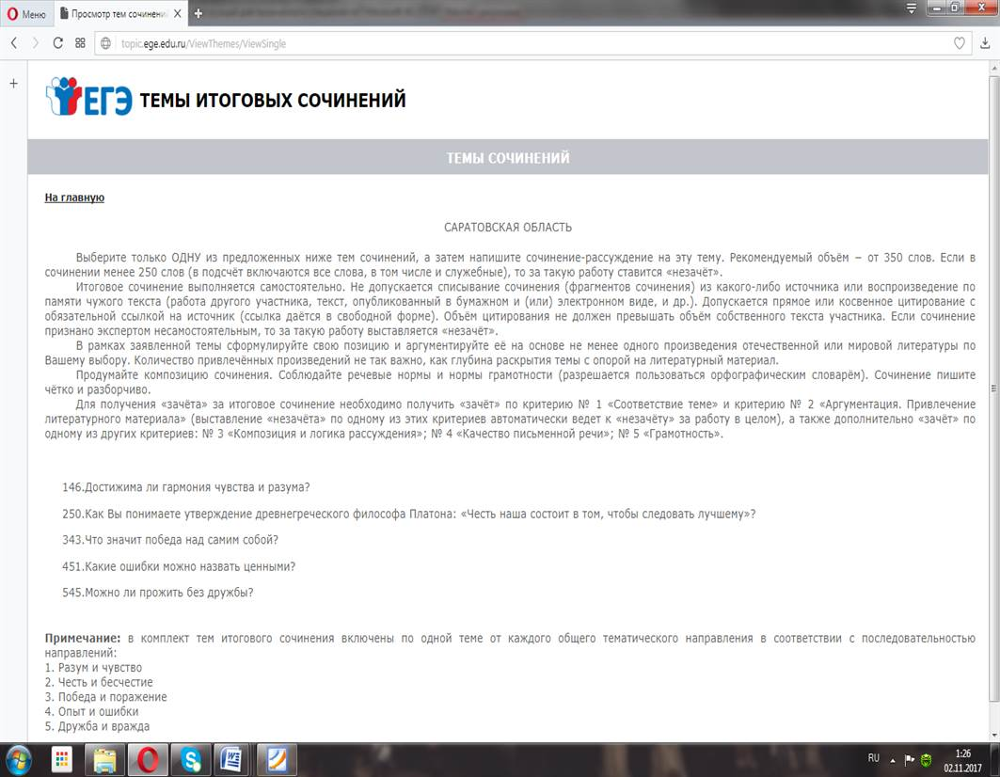 Меню
Просмотр тем сочинени
topic.ege.edu.ru/ViewThemes/ViewSingle
ЕГЭ ТЕМЫ ИТОГОВЫХ СОЧИНЕНИЙ
ТЕМЫ СОЧИНЕНИЙ
На главную
САРАТОВСКАЯ ОБЛАСТЬ
Выберите только ОДНУ из предложенных ниже тем сочинений, а затем напишите сочинение-рассуждение на эту тему. Рекомендуемый объём – от 350 слов. Если в
сочинении менее 250 слов (в подсчёт включаются все слова, в том числе и служебные), то за такую работу ставится «незачёт».
Итоговое сочинение выполняется самостоятельно. Не допускается списывание сочинения (фрагментов сочинения) из какого-либо источника или воспроизведение по
памяти чужого текста (работа другого участника, текст, опубликованный в бумажном и (или) электронном виде, и др.). Допускается прямое или косвенное цитирование с
обязательной ссылкой на источник (ссылка даётся в свободной форме). Объём цитирования не должен превышать объём собственного текста участника. Если сочинение
признано экспертом несамостоятельным, то за такую работу выставляется «незачёт».
В рамках заявленной темы сформулируйте свою позицию и аргументируйте её на основе не менее одного произведения отечественной или мировой литературы по
Вашему выбору. Количество привлечённых произведений не так важно, как глубина раскрытия темы с опорой на литературный материал.
Продумайте композицию сочинения. Соблюдайте речевые нормы и нормы грамотности (разрешается пользоваться орфографическим словарём). Сочинение пишите
чётко и разборчиво.
Для получения «зачёта» за итоговое сочинение необходимо получить «зачёт» по критерию № 1 «Соответствие теме» и критерию № 2 «Аргументация. Привлечение
литературного материала» (выставление «незачёта» по одному из этих критериев автоматически ведет к «незачёту» за работу в целом), а также дополнительно «зачёт» по
одному из других критериев: № 3 «Композиция и логика рассуждения»; № 4 «Качество письменной речи»; № 5 «Грамотность».
146.Достижима ли гармония чувства и разума?
250.Как Вы понимаете утверждение древнегреческого философа Платона: «Честь наша состоит в том, чтобы следовать лучшему»?
343.Что значит победа над самим собой?
451.Какие ошибки можно назвать ценными?
545.Можно ли прожить без дружбы?
Примечание: в комплект тем итогового сочинения включены по одной теме от каждого общего тематического направления в соответствии с последовательностью
направлений:
1. Разум и чувство
2. Честь и бесчестие
3. Победа и поражение
4. Опыт и ошибки
5. Дружба и вражда
RU
1:26
02.11.2017